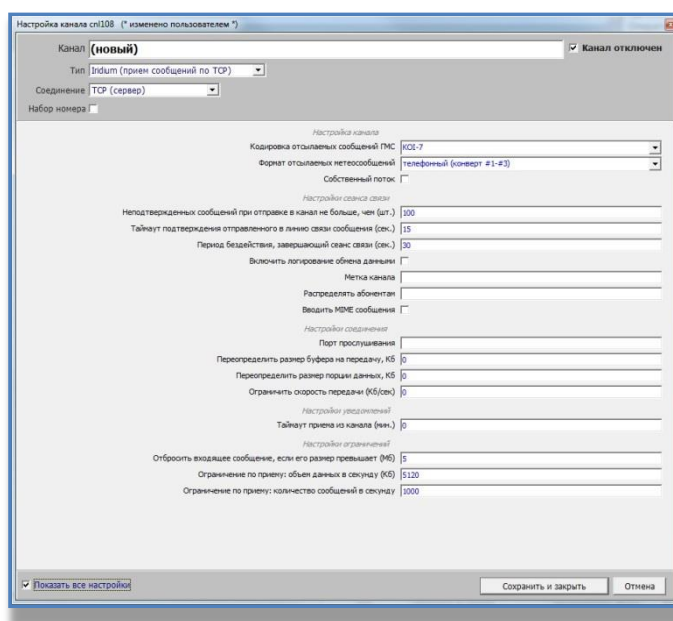 Настройка канала cnl108 (* изменено пользователем *)
Канал (новый) Канал отключен
Тип Iridium (прием сообщений по TCP)
Соединение TCP (сервер)
Набор номера
Настройка канала
Кодировка отсылаемых сообщений ГМС КОІ-7
Формат отсылаемых метеосообщений телефонный (конверт #1-#3)
Собственный поток
Настройки сеанса связи
Неподтвержденных сообщений при отправке в канал не больше, чем (шт.) 100
Таймаут подтверждения отправленного в линию связи сообщения (сек.) 15
Период бездействия, завершающий сеанс связи (сек.) 30
Включить логирование обмена данными
Метка канала
Распределять абонентам
Вводить MIME сообщения
Настройки соединения
Порт прослушивания
Переопределить размер буфера на передачу, Кб 0
Переопределить размер порции данных, Кб 0
Ограничить скорость передачи (Кб/сек) 0
Настройки уведомлений
Таймаут приема из канала (мин.) 0
Настройки ограничений
Отбросить входящее сообщение, если его размер превышает (Мб) 5
Ограничение по приему: объем данных в секунду (Кб) 5120
Ограничение по приему: количество сообщений в секунду 1000
Показать все настройки Сохранить и закрыть Отмена